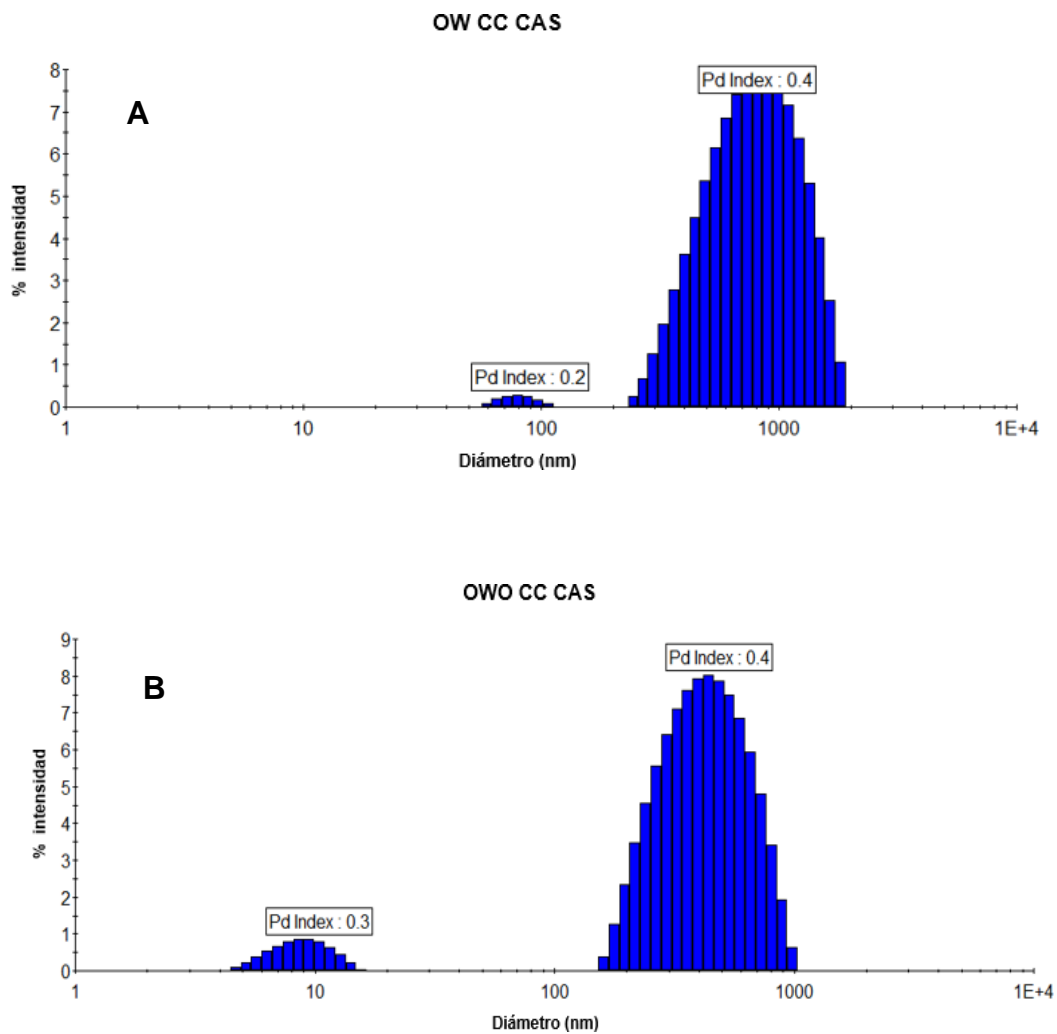 OW CC CAS
A
Pd Index : 0.4
Pd Index : 0.2
% intensidad
8
7
6
5
4
3
2
1
0
1 10 100 1000 1E+4
Diámetro (nm)
OWO CC CAS
B
Pd Index : 0.4
Pd Index : 0.3
% intensidad
9
8
7
6
5
4
3
2
1
0
1 10 100 1000 1E+4
Diámetro (nm)